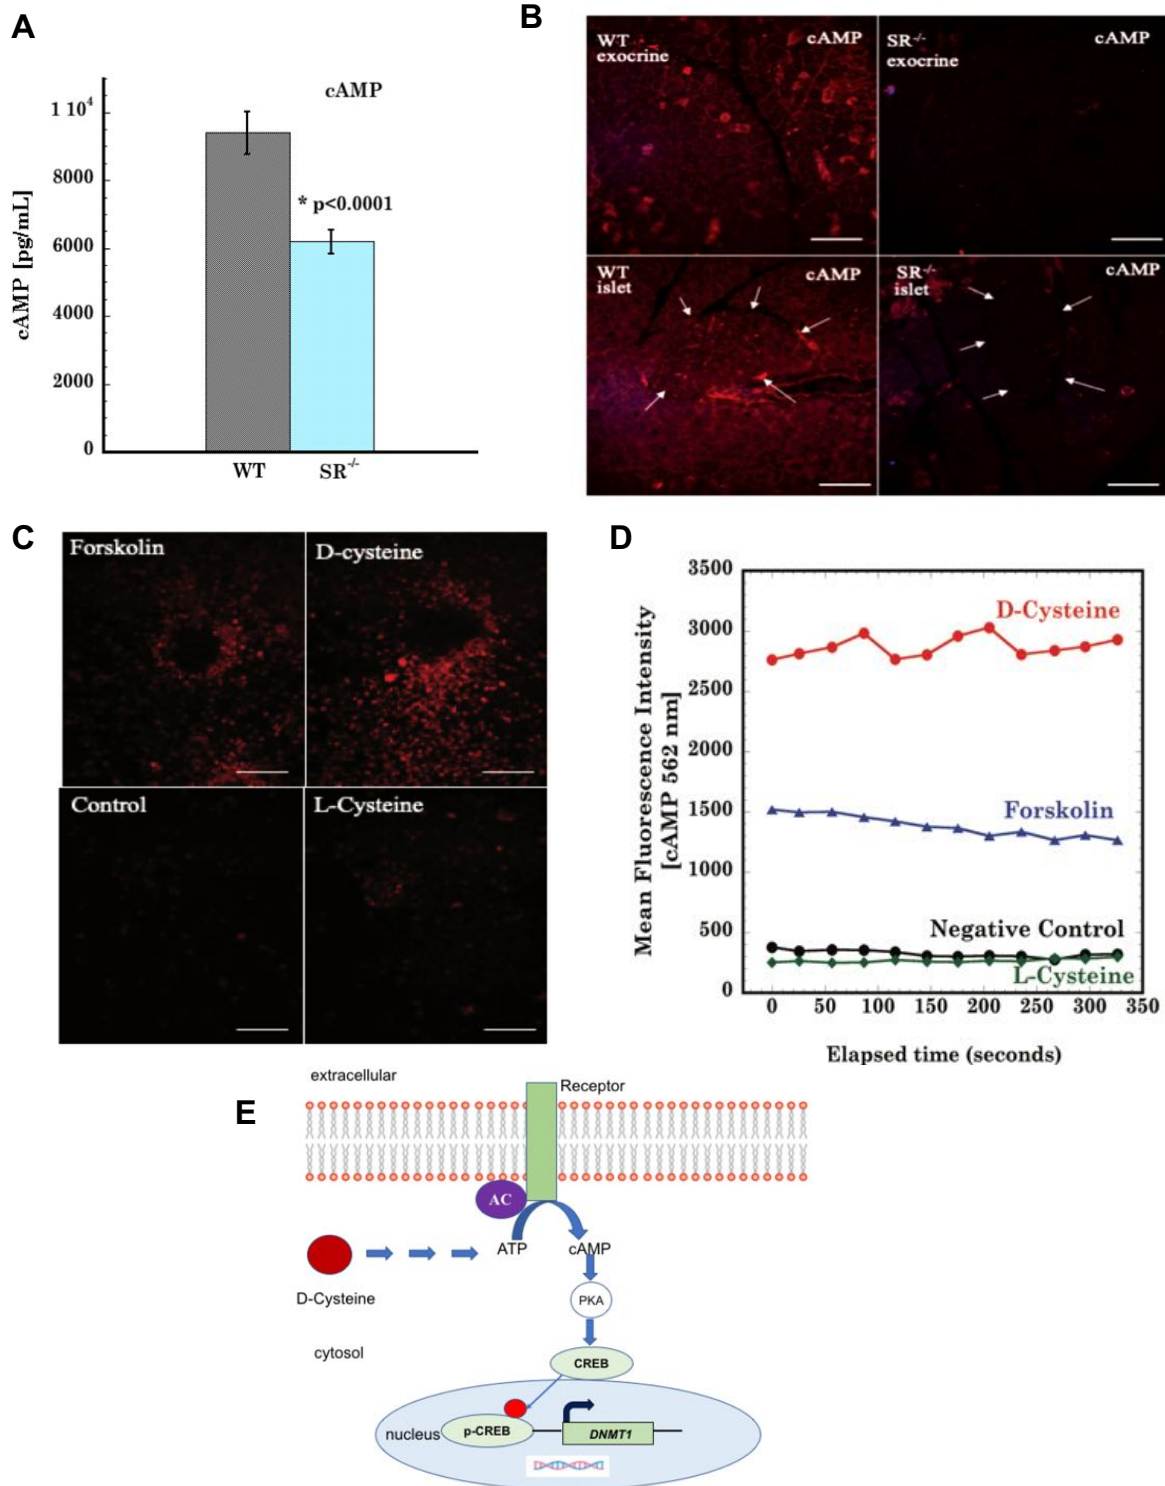 A
cAMP
1 10⁴
8000
6000
4000
2000
0
cAMP [pg/mL]
* p<0.0001
WT
SR⁻/⁻
B
WT
exocrine
cAMP
SR⁻/⁻
exocrine
cAMP
WT
islet
cAMP
SR⁻/⁻
islet
cAMP
C
Forskolin
D-cysteine
Control
L-Cysteine
D
3500
3000
2500
2000
1500
1000
500
0
Mean Fluorescence Intensity
[cAMP 562 nm]
D-Cysteine
Forskolin
Negative Control
L-Cysteine
0 50 100 150 200 250 300 350
Elapsed time (seconds)
E
extracellular
Receptor
AC
ATP
cAMP
D-Cysteine
PKA
cytosol
CREB
nucleus
p-CREB
DNMT1